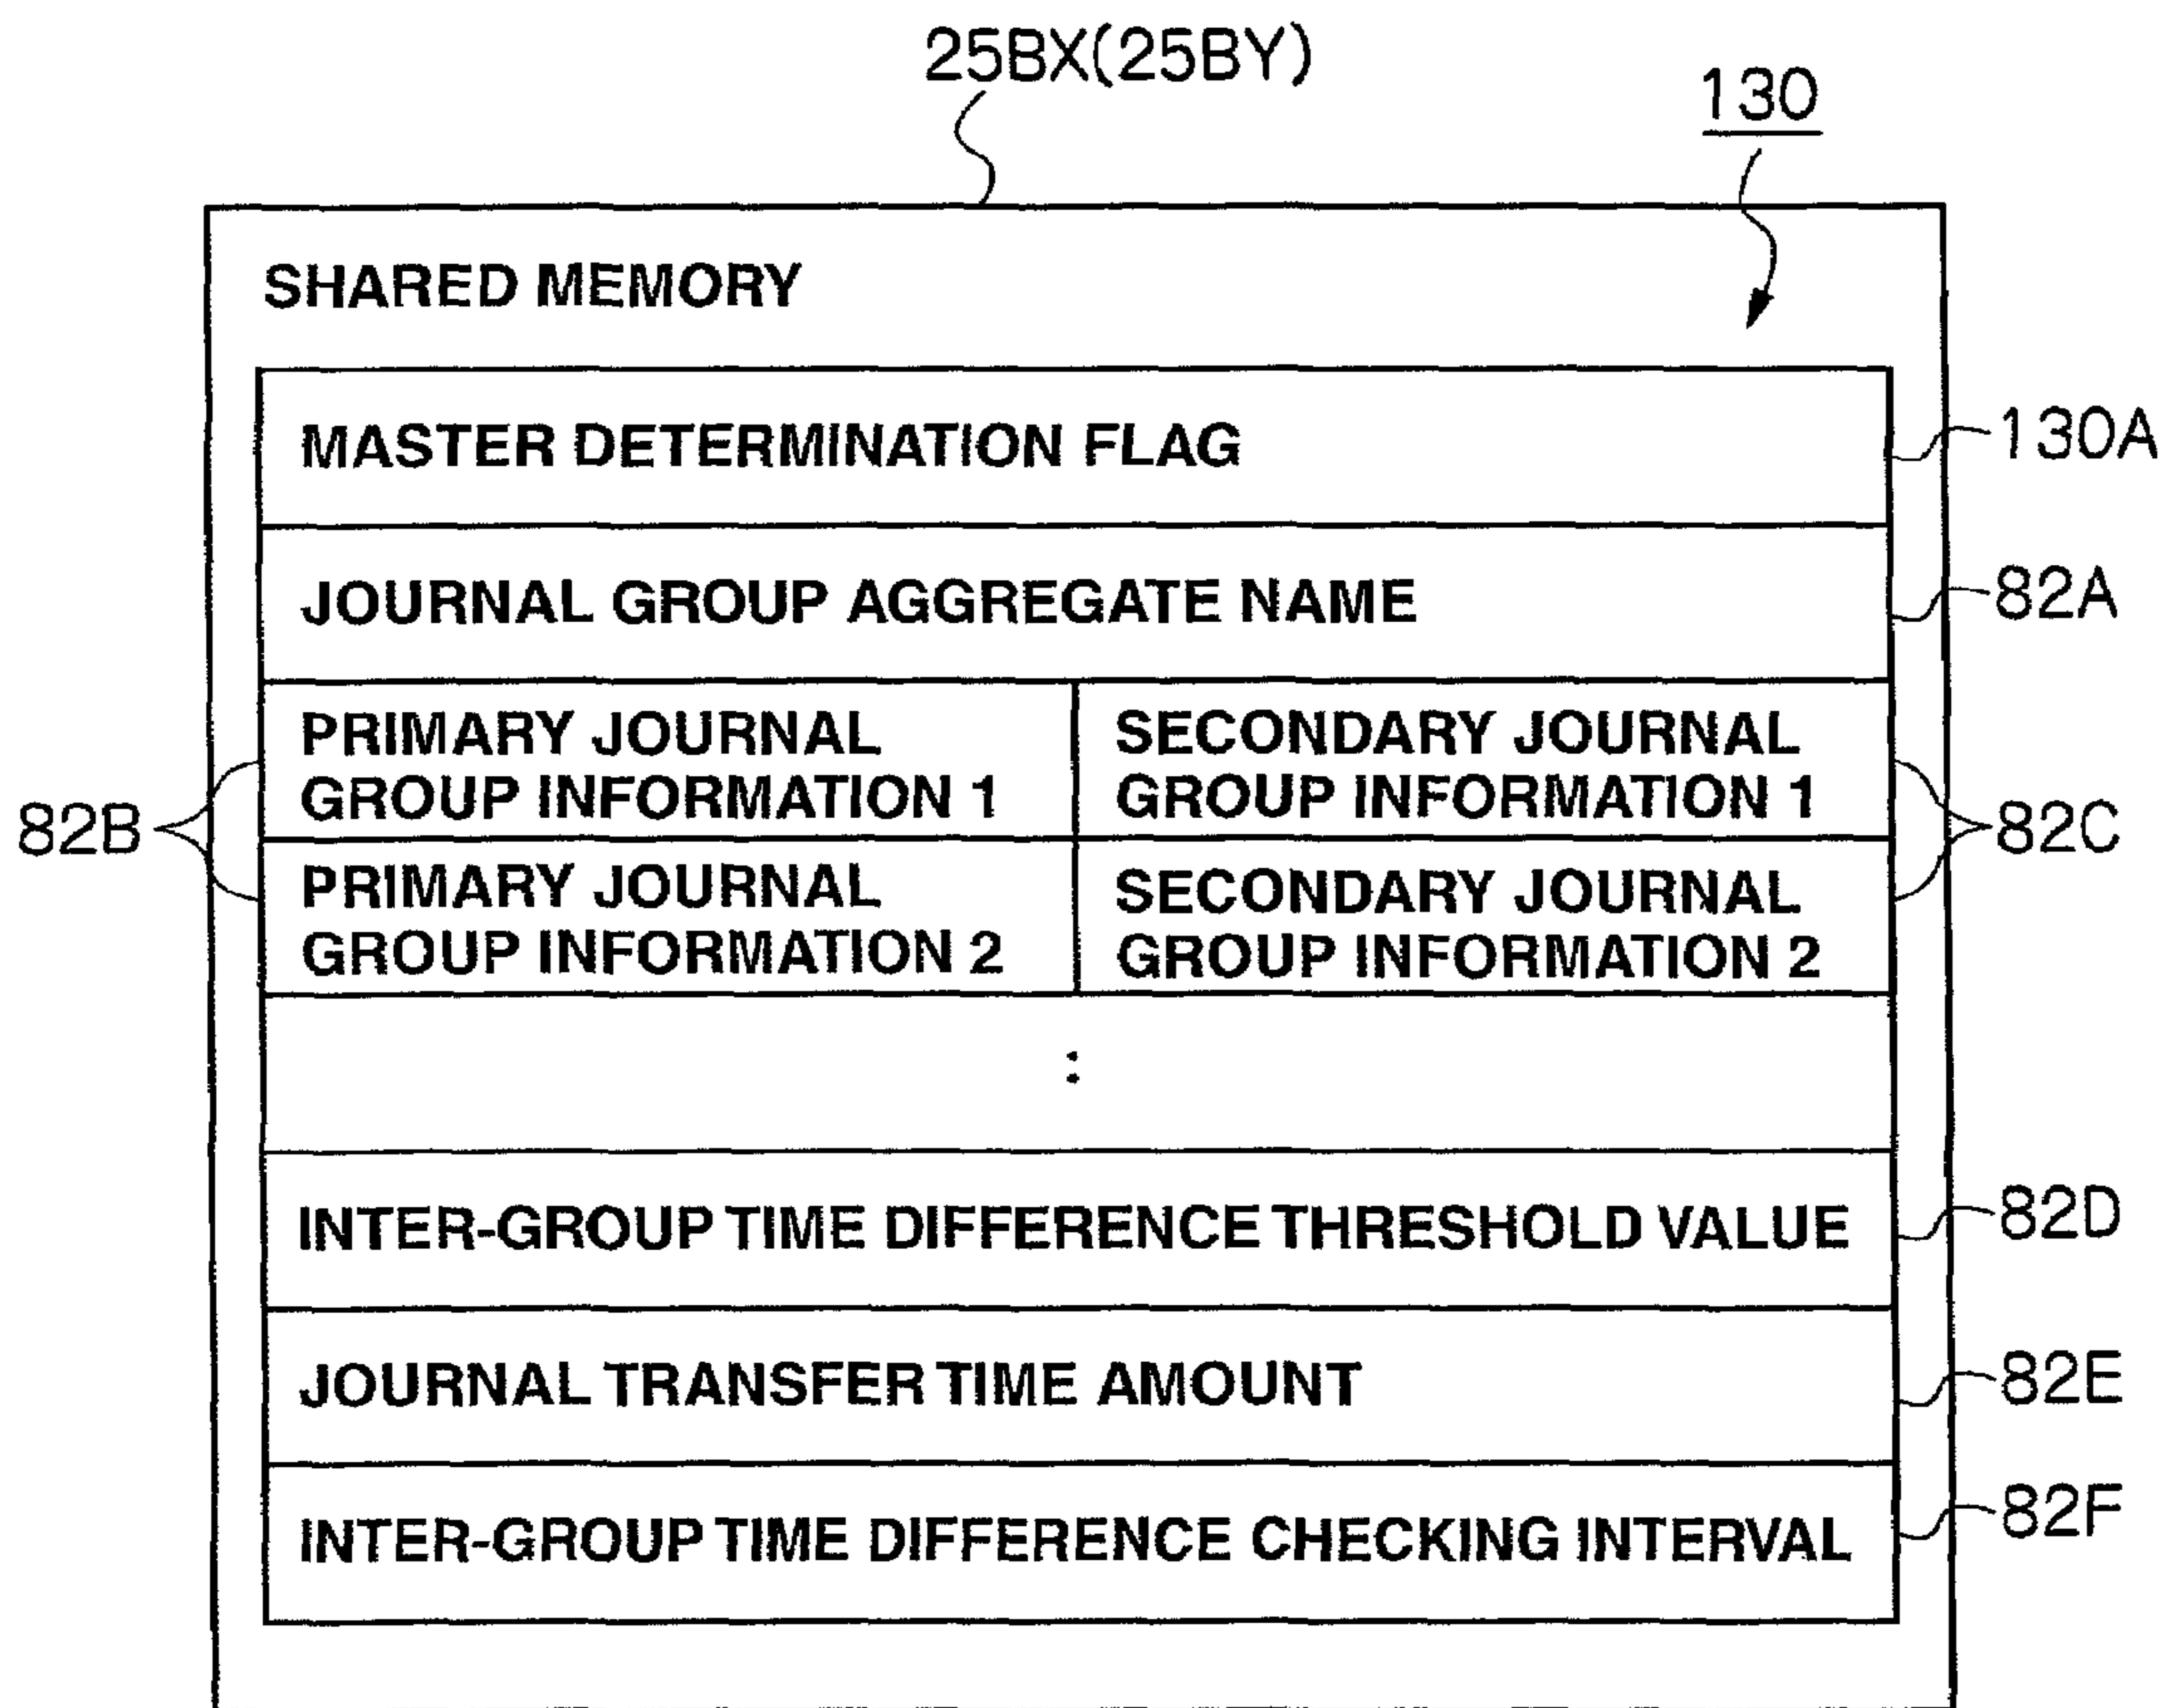 25BX(25BY)
130
SHARED MEMORY
MASTER DETERMINATION FLAG
130A
JOURNAL GROUP AGGREGATE NAME
82A
PRIMARY JOURNAL
GROUP INFORMATION 1
SECONDARY JOURNAL
GROUP INFORMATION 1
82B
82C
PRIMARY JOURNAL
GROUP INFORMATION 2
SECONDARY JOURNAL
GROUP INFORMATION 2
:
INTER-GROUP TIME DIFFERENCE THRESHOLD VALUE
82D
JOURNAL TRANSFER TIME AMOUNT
82E
INTER-GROUP TIME DIFFERENCE CHECKING INTERVAL
82F